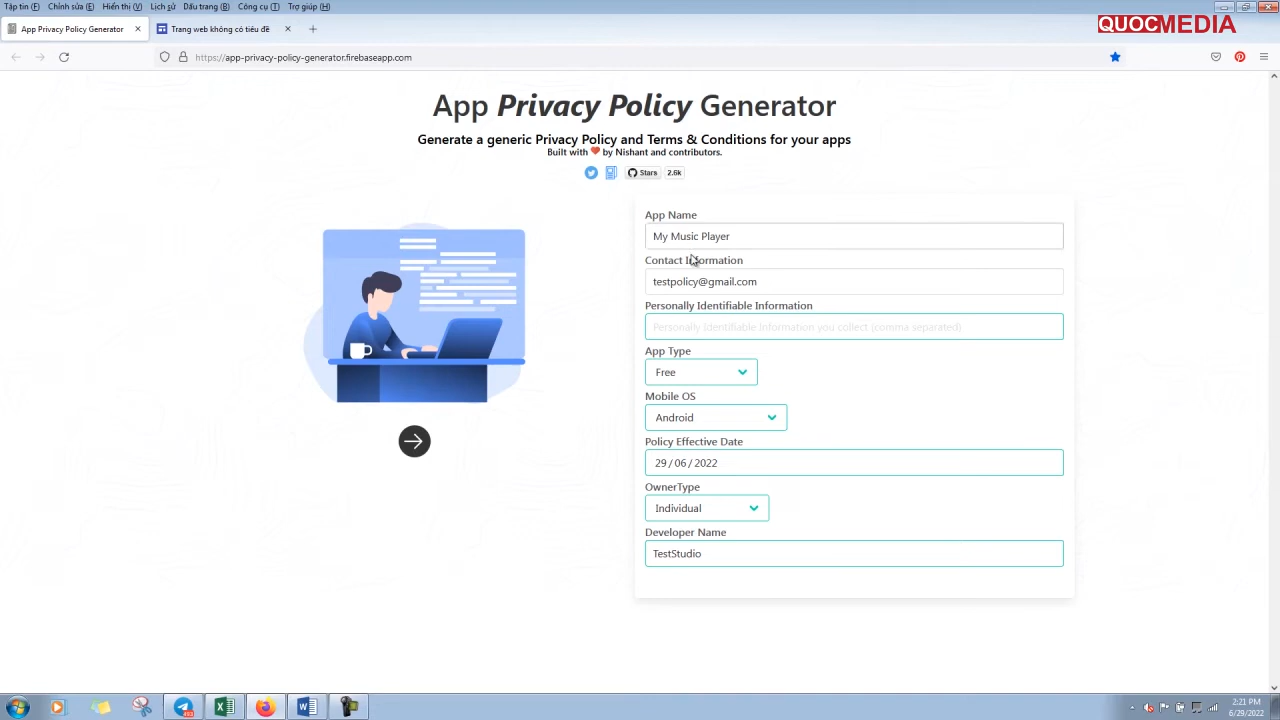 Tập tin (F) Chỉnh sửa (E) Hiển thị (V) Lịch sử Dấu trang (B) Công cụ (T) Trợ giúp (H)
QUOCMEDIA
App Privacy Policy Generator
Trang web không có tiêu đề
https://app-privacy-policy-generator.firebaseapp.com
App Privacy Policy Generator
Generate a generic Privacy Policy and Terms & Conditions for your apps
Built with by Nishant and contributors.
Stars 2.6k
App Name
My Music Player
Contact Information
testpolicy@gmail.com
Personally Identifiable Information
Personally Identifiable Information you collect (comma separated)
App Type
Free
Mobile OS
Android
Policy Effective Date
29 / 06 / 2022
OwnerType
Individual
Developer Name
TestStudio
2:21 PM
6/29/2022